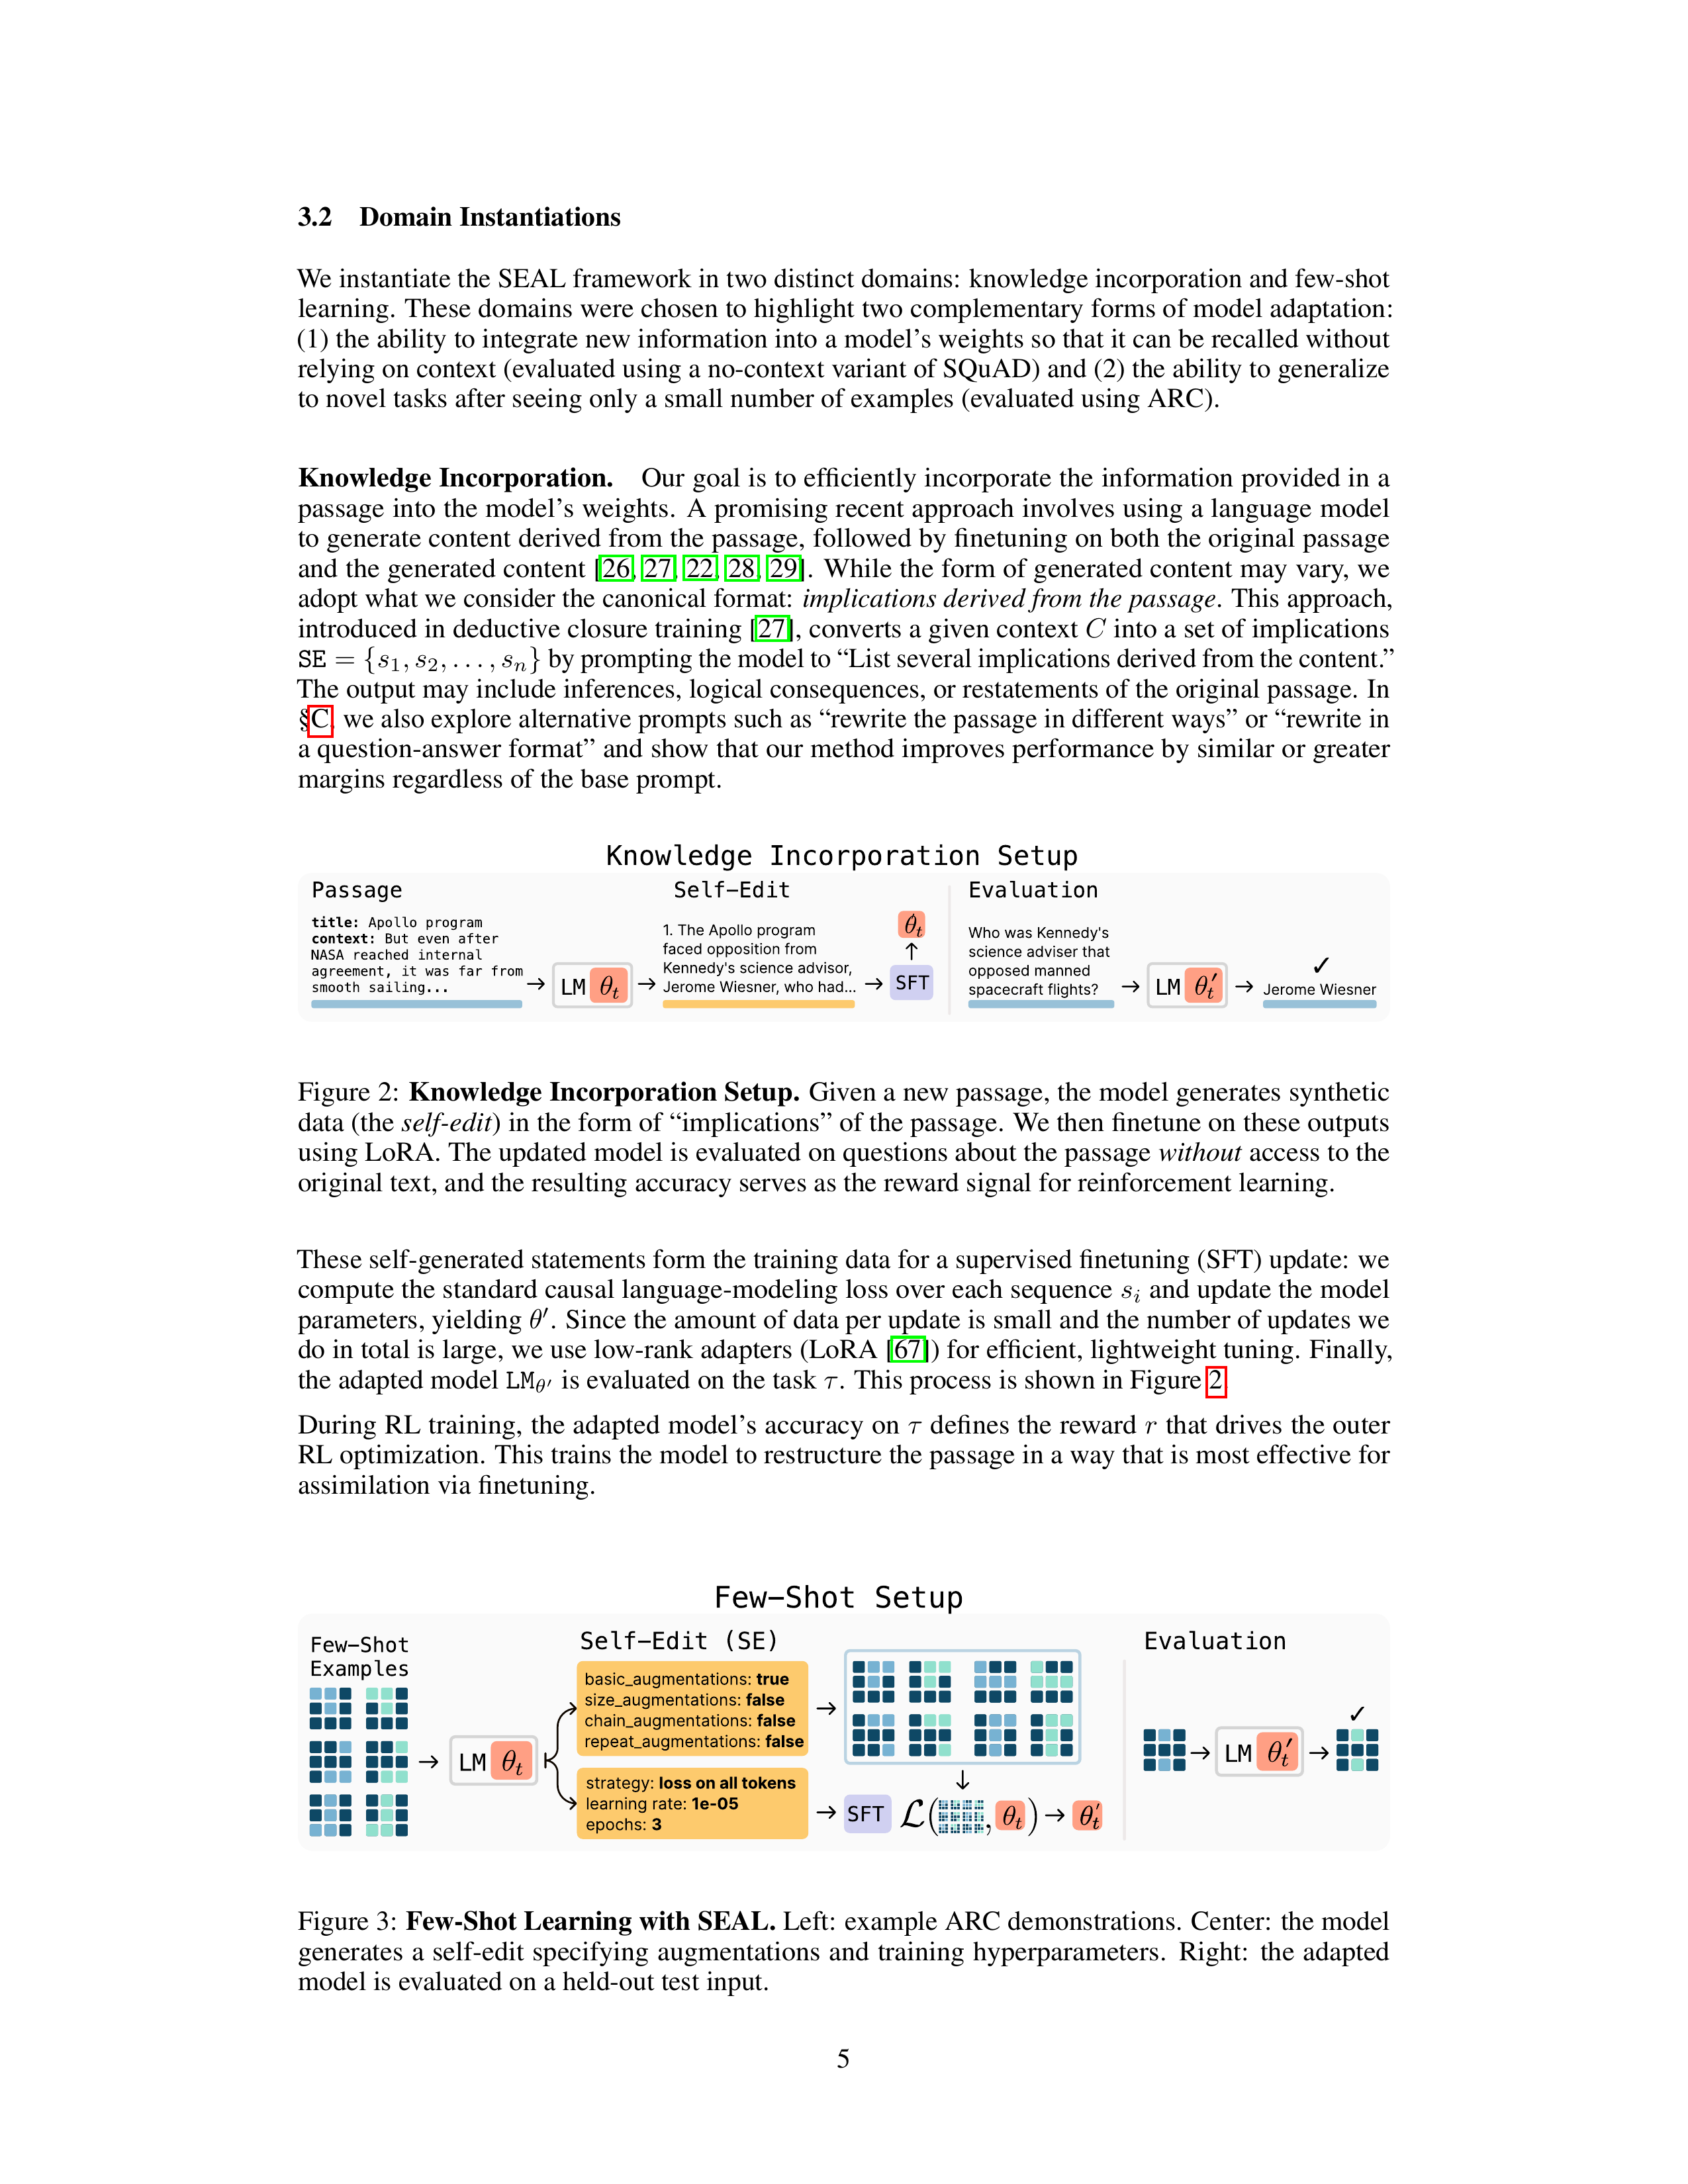 3.2 Domain Instantiations
We instantiate the SEAL framework in two distinct domains: knowledge incorporation and few-shot
learning. These domains were chosen to highlight two complementary forms of model adaptation:
(1) the ability to integrate new information into a model's weights so that it can be recalled without
relying on context (evaluated using a no-context variant of SQuAD) and (2) the ability to generalize
to novel tasks after seeing only a small number of examples (evaluated using ARC).
Knowledge Incorporation. Our goal is to efficiently incorporate the information provided in a
passage into the model's weights. A promising recent approach involves using a language model
to generate content derived from the passage, followed by finetuning on both the original passage
and the generated content [26, 27, 22, 28, 29]. While the form of generated content may vary, we
adopt what we consider the canonical format: implications derived from the passage. This approach,
introduced in deductive closure training [27], converts a given context C into a set of implications
SE = {s₁, s₂, . . . , sₙ} by prompting the model to “List several implications derived from the content.”
The output may include inferences, logical consequences, or restatements of the original passage. In
§C, we also explore alternative prompts such as “rewrite the passage in different ways” or “rewrite in
a question-answer format” and show that our method improves performance by similar or greater
margins regardless of the base prompt.
Knowledge Incorporation Setup
Passage
title: Apollo program
context: But even after
NASA reached internal
agreement, it was far from
smooth sailing...
→ LM θt →
Self-Edit
1. The Apollo program
faced opposition from
Kennedy's science advisor,
Jerome Wiesner, who had...
→ SFT
↑
θt
Evaluation
Who was Kennedy's
science adviser that
opposed manned
spacecraft flights?
→ LM θ′t →
✓
Jerome Wiesner
Figure 2: Knowledge Incorporation Setup. Given a new passage, the model generates synthetic
data (the self-edit) in the form of “implications” of the passage. We then finetune on these outputs
using LoRA. The updated model is evaluated on questions about the passage without access to the
original text, and the resulting accuracy serves as the reward signal for reinforcement learning.
These self-generated statements form the training data for a supervised finetuning (SFT) update: we
compute the standard causal language-modeling loss over each sequence sᵢ and update the model
parameters, yielding θ′. Since the amount of data per update is small and the number of updates we
do in total is large, we use low-rank adapters (LoRA [67]) for efficient, lightweight tuning. Finally,
the adapted model LMθ′ is evaluated on the task τ. This process is shown in Figure 2
During RL training, the adapted model's accuracy on τ defines the reward r that drives the outer
RL optimization. This trains the model to restructure the passage in a way that is most effective for
assimilation via finetuning.
Few-Shot Setup
Few-Shot
Examples
→ LM θt
Self-Edit (SE)
basic_augmentations: true
size_augmentations: false
chain_augmentations: false
repeat_augmentations: false
→
strategy: loss on all tokens
learning rate: 1e-05
epochs: 3
→ SFT ℒ( , θt) → θ′t
Evaluation
→ LM θ′t →
✓
Figure 3: Few-Shot Learning with SEAL. Left: example ARC demonstrations. Center: the model
generates a self-edit specifying augmentations and training hyperparameters. Right: the adapted
model is evaluated on a held-out test input.
5